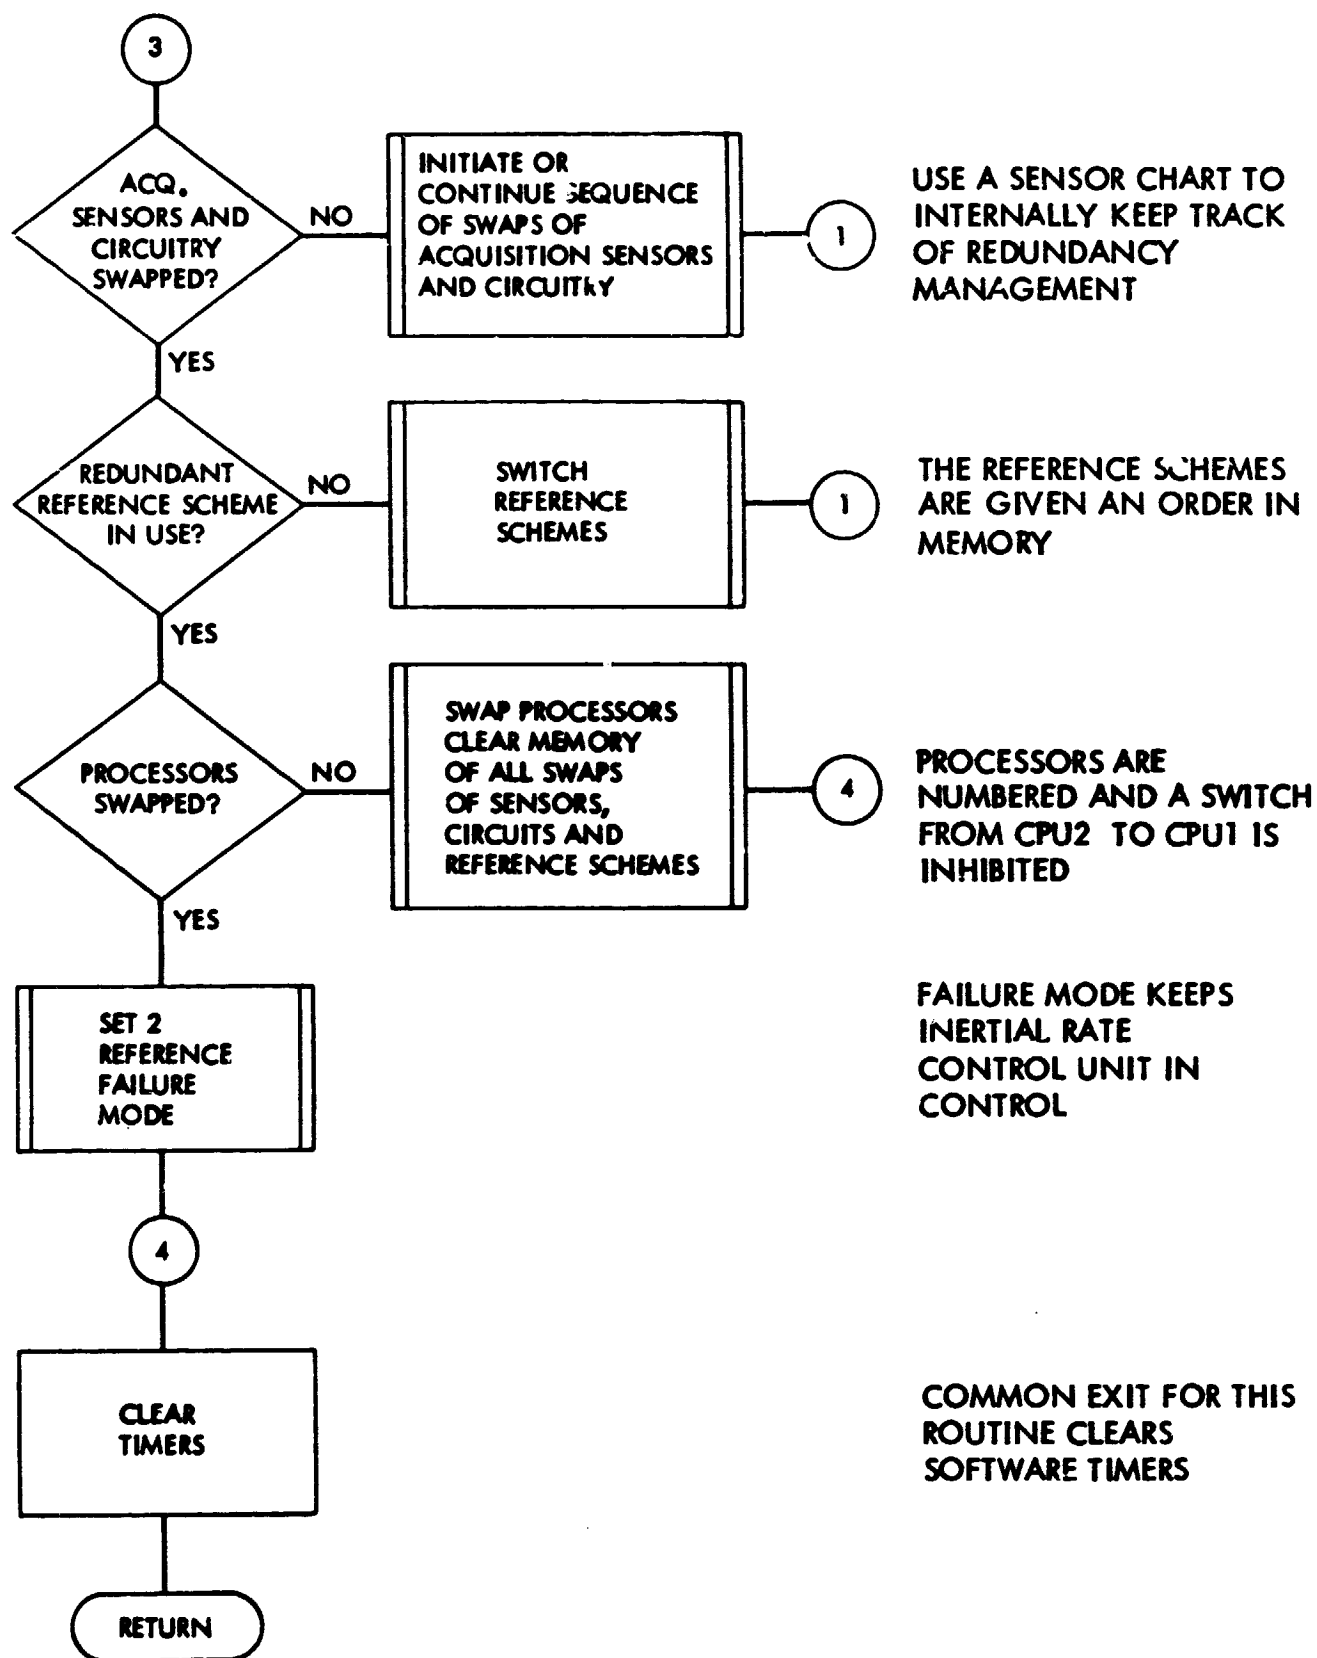 3
ACQ.
SENSORS AND
CIRCUITRY
SWAPPED?
NO
INITIATE OR
CONTINUE SEQUENCE
OF SWAPS OF
ACQUISITION SENSORS
AND CIRCUITRY
1
USE A SENSOR CHART TO
INTERNALLY KEEP TRACK
OF REDUNDANCY
MANAGEMENT
YES
REDUNDANT
REFERENCE SCHEME
IN USE?
NO
SWITCH
REFERENCE
SCHEMES
1
THE REFERENCE SCHEMES
ARE GIVEN AN ORDER IN
MEMORY
YES
PROCESSORS
SWAPPED?
NO
SWAP PROCESSORS
CLEAR MEMORY
OF ALL SWAPS
OF SENSORS,
CIRCUITS AND
REFERENCE SCHEMES
4
PROCESSORS ARE
NUMBERED AND A SWITCH
FROM CPU2 TO CPU1 IS
INHIBITED
YES
SET 2
REFERENCE
FAILURE
MODE
FAILURE MODE KEEPS
INERTIAL RATE
CONTROL UNIT IN
CONTROL
4
CLEAR
TIMERS
COMMON EXIT FOR THIS
ROUTINE CLEARS
SOFTWARE TIMERS
RETURN